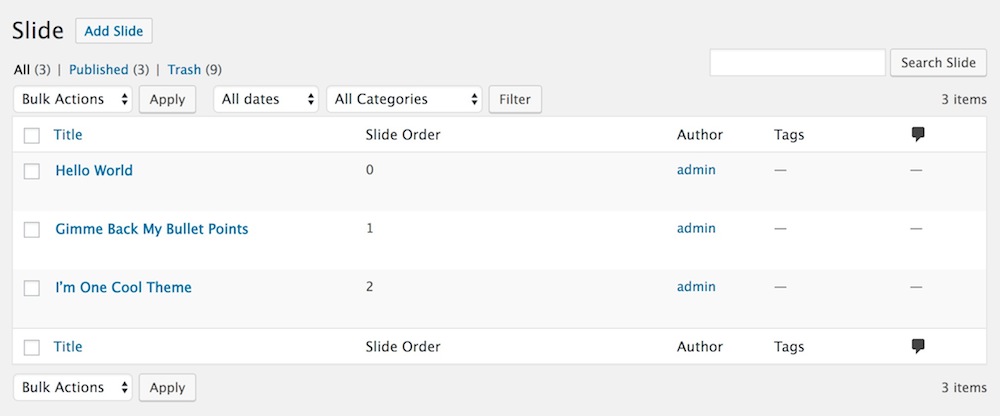 Slide Add Slide
All (3) | Published (3) | Trash (9)
Search Slide
Bulk Actions Apply All dates All Categories Filter 3 items
Title Slide Order Author Tags
Hello World 0 admin — —
Gimme Back My Bullet Points 1 admin — —
I’m One Cool Theme 2 admin — —
Title Slide Order Author Tags
Bulk Actions Apply 3 items